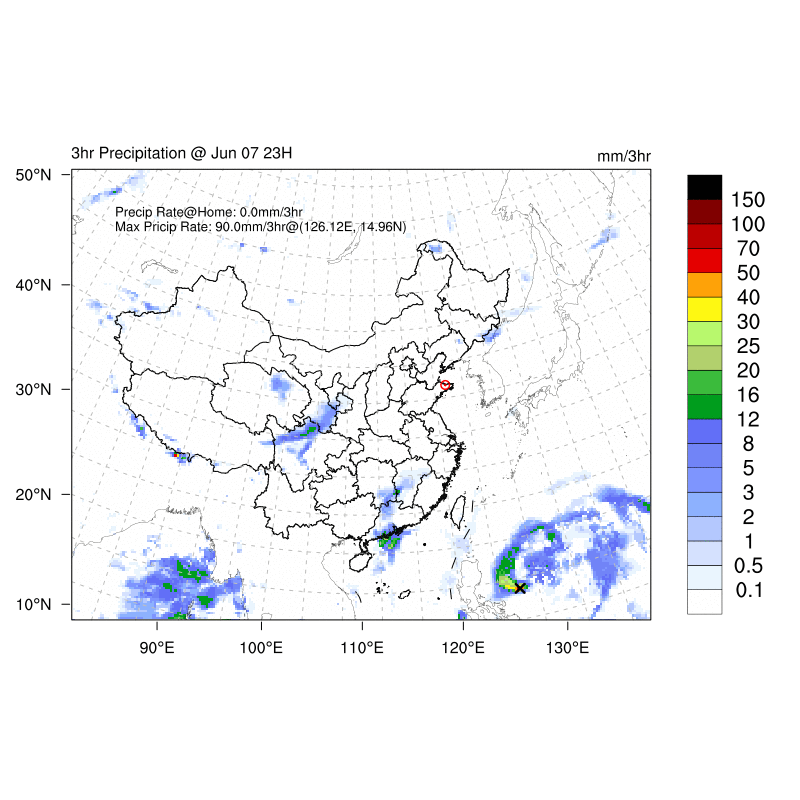 3hr Precipitation @ Jun 07 23H
mm/3hr
Precip Rate@Home: 0.0mm/3hr
Max Pricip Rate: 90.0mm/3hr@(126.12E, 14.96N)
50°N
40°N
30°N
20°N
10°N
90°E
100°E
110°E
120°E
130°E
150
100
70
50
40
30
25
20
16
12
8
5
3
2
1
0.5
0.1